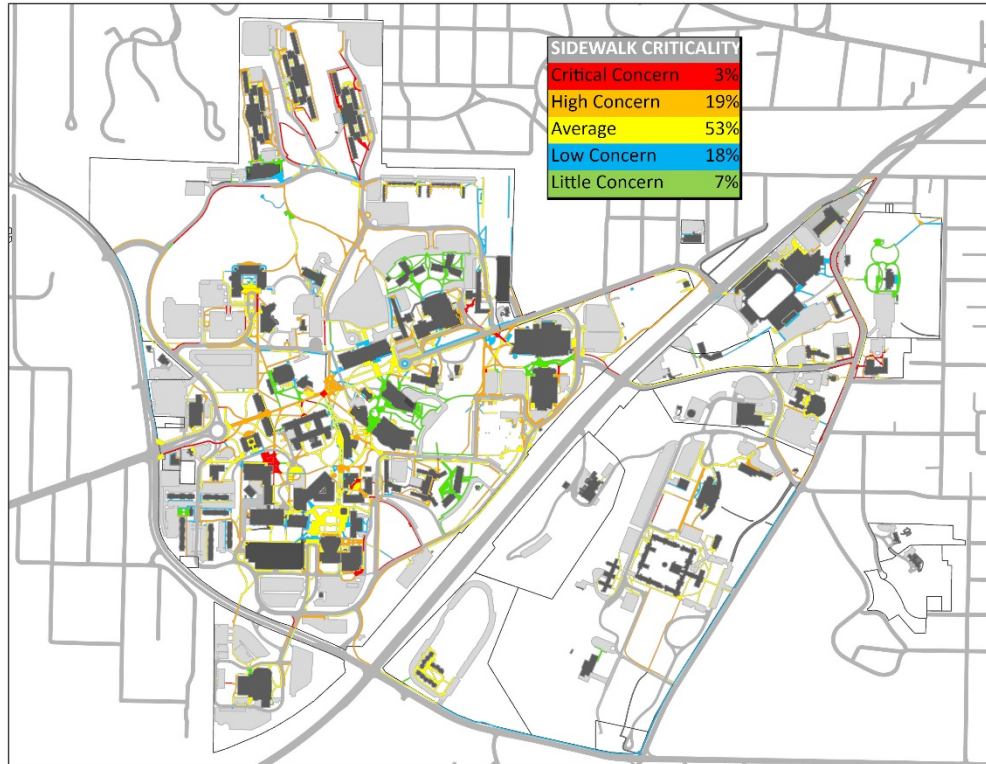 SIDEWALK CRITICALITY
Critical Concern 3%
High Concern 19%
Average 53%
Low Concern 18%
Little Concern 7%